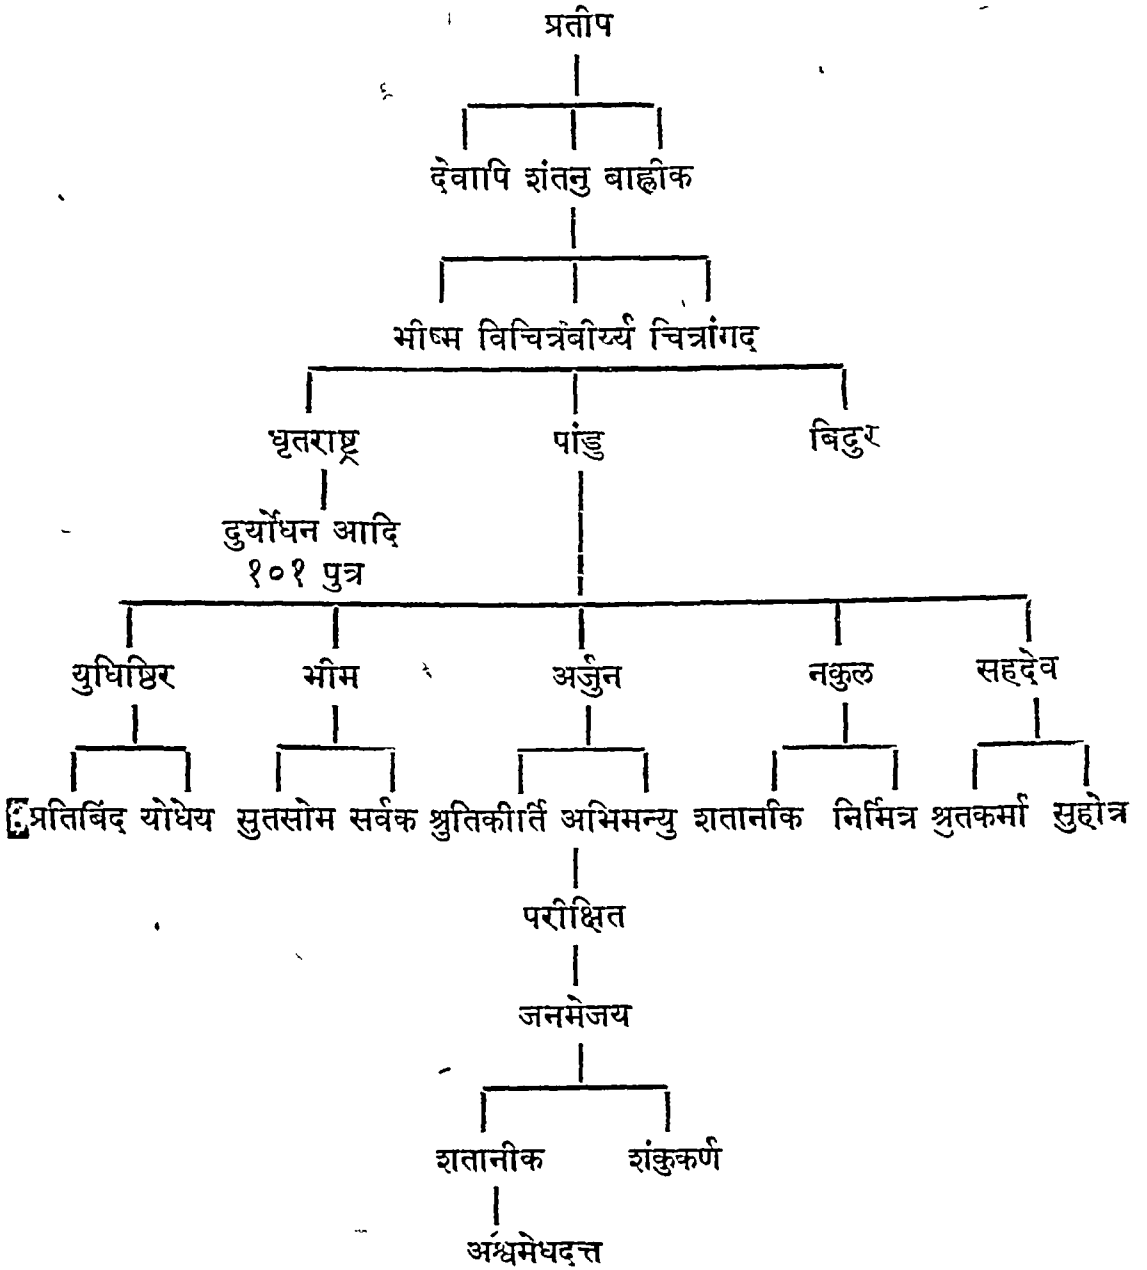 प्रतीप
देवापि शंतनु बाह्लीक
भीष्म विचित्रबीर्य्य चित्रांगद
धृतराष्ट्र पांडु बिदुर
दुर्योधन आदि
१०१ पुत्र
युधिष्ठिर भीम अर्जुन नकुल सहदेव
प्रतिबिंद योधेय सुतसोम सर्वक श्रुतिकीर्ति अभिमन्यु शतानीक निर्मित्र श्रुतकर्मा सुहोत्र
परीक्षित
जनमेजय
शतानीक शंकुकर्ण
अश्वमेधदत्त